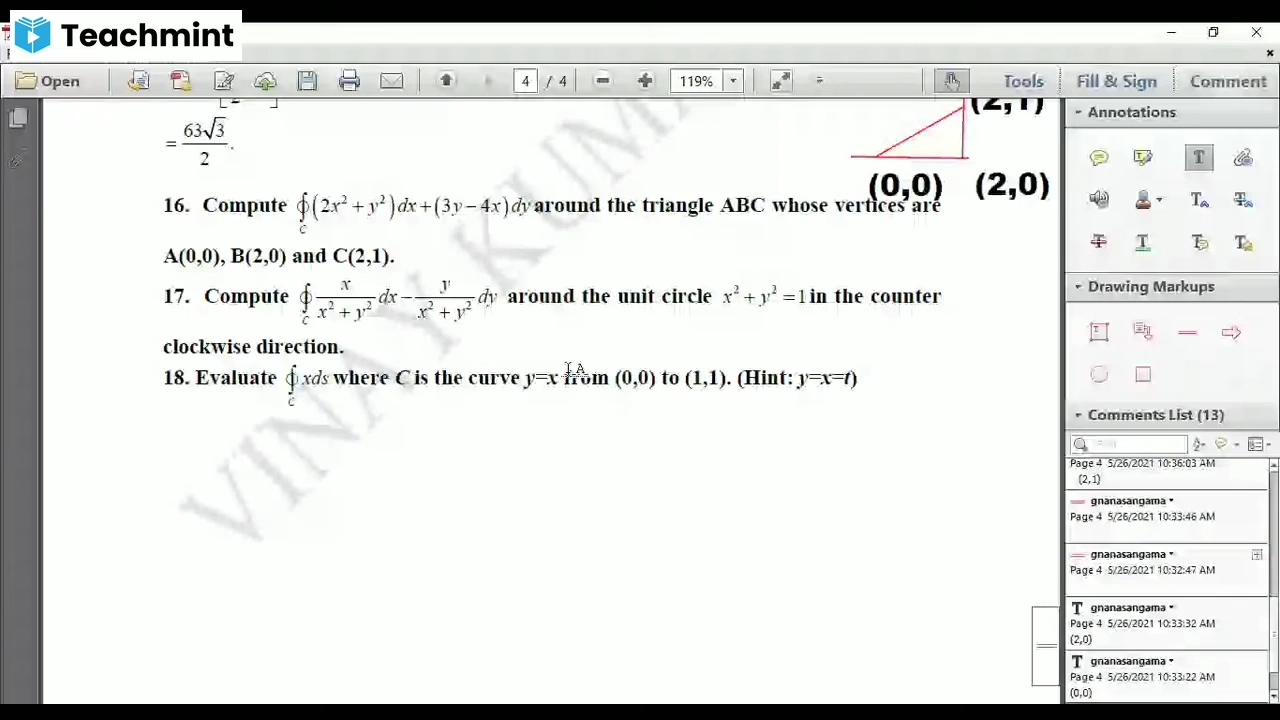 Teachmint
Open
4 / 4
119%
Tools
Fill & Sign
Comment
(2,1)
= 63√3 / 2 .
(0,0) (2,0)
16. Compute ∮_C (2x² + y²) dx + (3y − 4x) dy around the triangle ABC whose vertices are
A(0,0), B(2,0) and C(2,1).
17. Compute ∮_C x/(x² + y²) dx − y/(x² + y²) dy around the unit circle x² + y² = 1 in the counter
clockwise direction.
18. Evaluate ∮_C xds where C is the curve y=x from (0,0) to (1,1). (Hint: y=x=t)
VINAY KUM
Annotations
Drawing Markups
Comments List (13)
Page 4 5/26/2021 10:36:03 AM
(2,1)
gnanasangama
Page 4 5/26/2021 10:33:46 AM
gnanasangama
Page 4 5/26/2021 10:32:47 AM
gnanasangama
Page 4 5/26/2021 10:33:32 AM
(2,0)
gnanasangama
Page 4 5/26/2021 10:33:22 AM
(0,0)